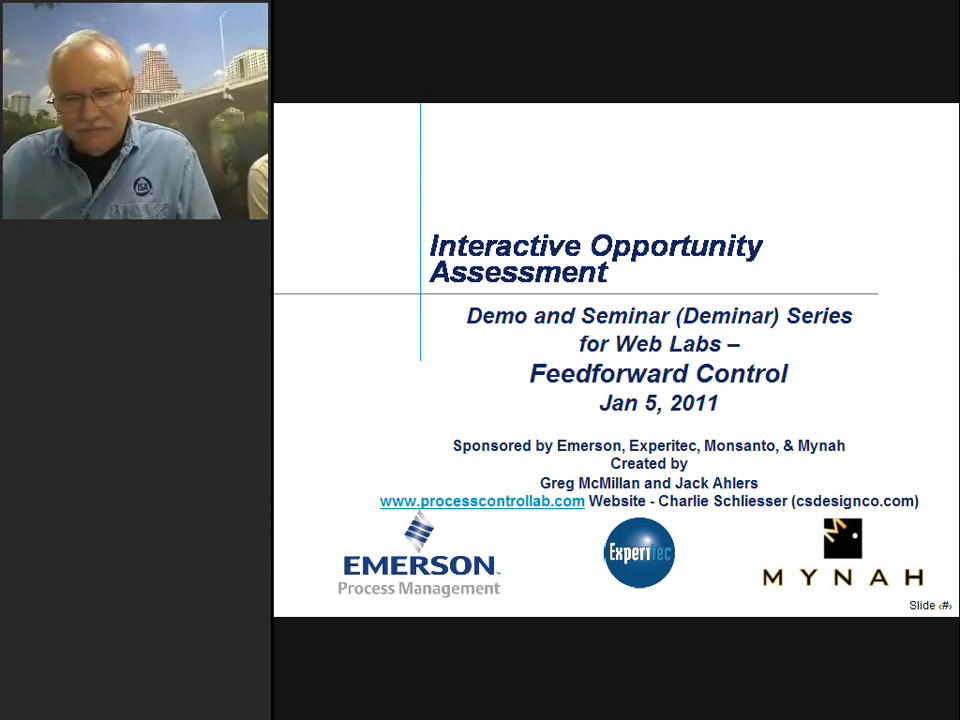 ISA
Interactive Opportunity
Assessment
Demo and Seminar (Deminar) Series
for Web Labs –
Feedforward Control
Jan 5, 2011
Sponsored by Emerson, Experitec, Monsanto, & Mynah
Created by
Greg McMillan and Jack Ahlers
www.processcontrollab.com Website - Charlie Schliesser (csdesignco.com)
EMERSON
Process Management
Experitec
M
MYNAH
Slide ‹#›